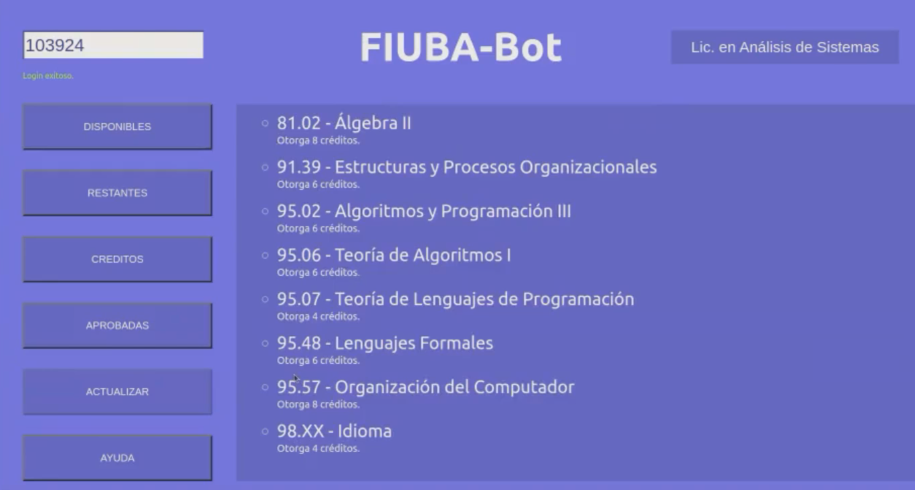 103924
Login exitoso.
FIUBA-Bot
Lic. en Análisis de Sistemas
DISPONIBLES
RESTANTES
CREDITOS
APROBADAS
ACTUALIZAR
AYUDA
81.02 - Álgebra II
Otorga 8 créditos.
91.39 - Estructuras y Procesos Organizacionales
Otorga 6 créditos.
95.02 - Algoritmos y Programación III
Otorga 6 créditos.
95.06 - Teoría de Algoritmos I
Otorga 6 créditos.
95.07 - Teoría de Lenguajes de Programación
Otorga 4 créditos.
95.48 - Lenguajes Formales
Otorga 6 créditos.
95.57 - Organización del Computador
Otorga 8 créditos.
98.XX - Idioma
Otorga 4 créditos.